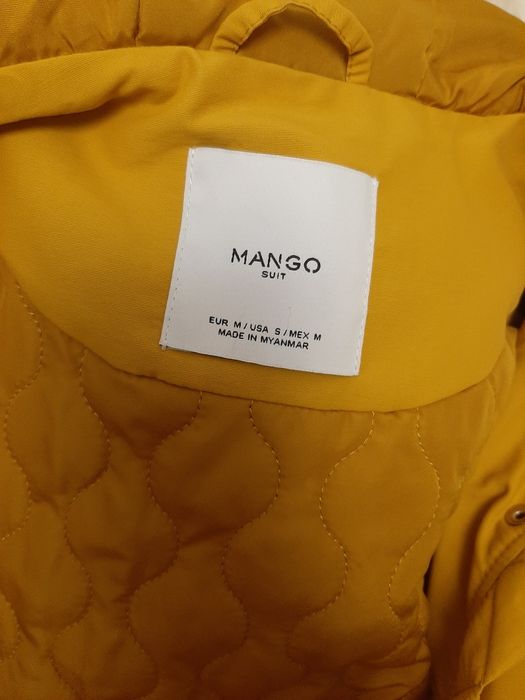 MANGO
SUIT
EUR M / USA S / MEX M
MADE IN MYANMAR